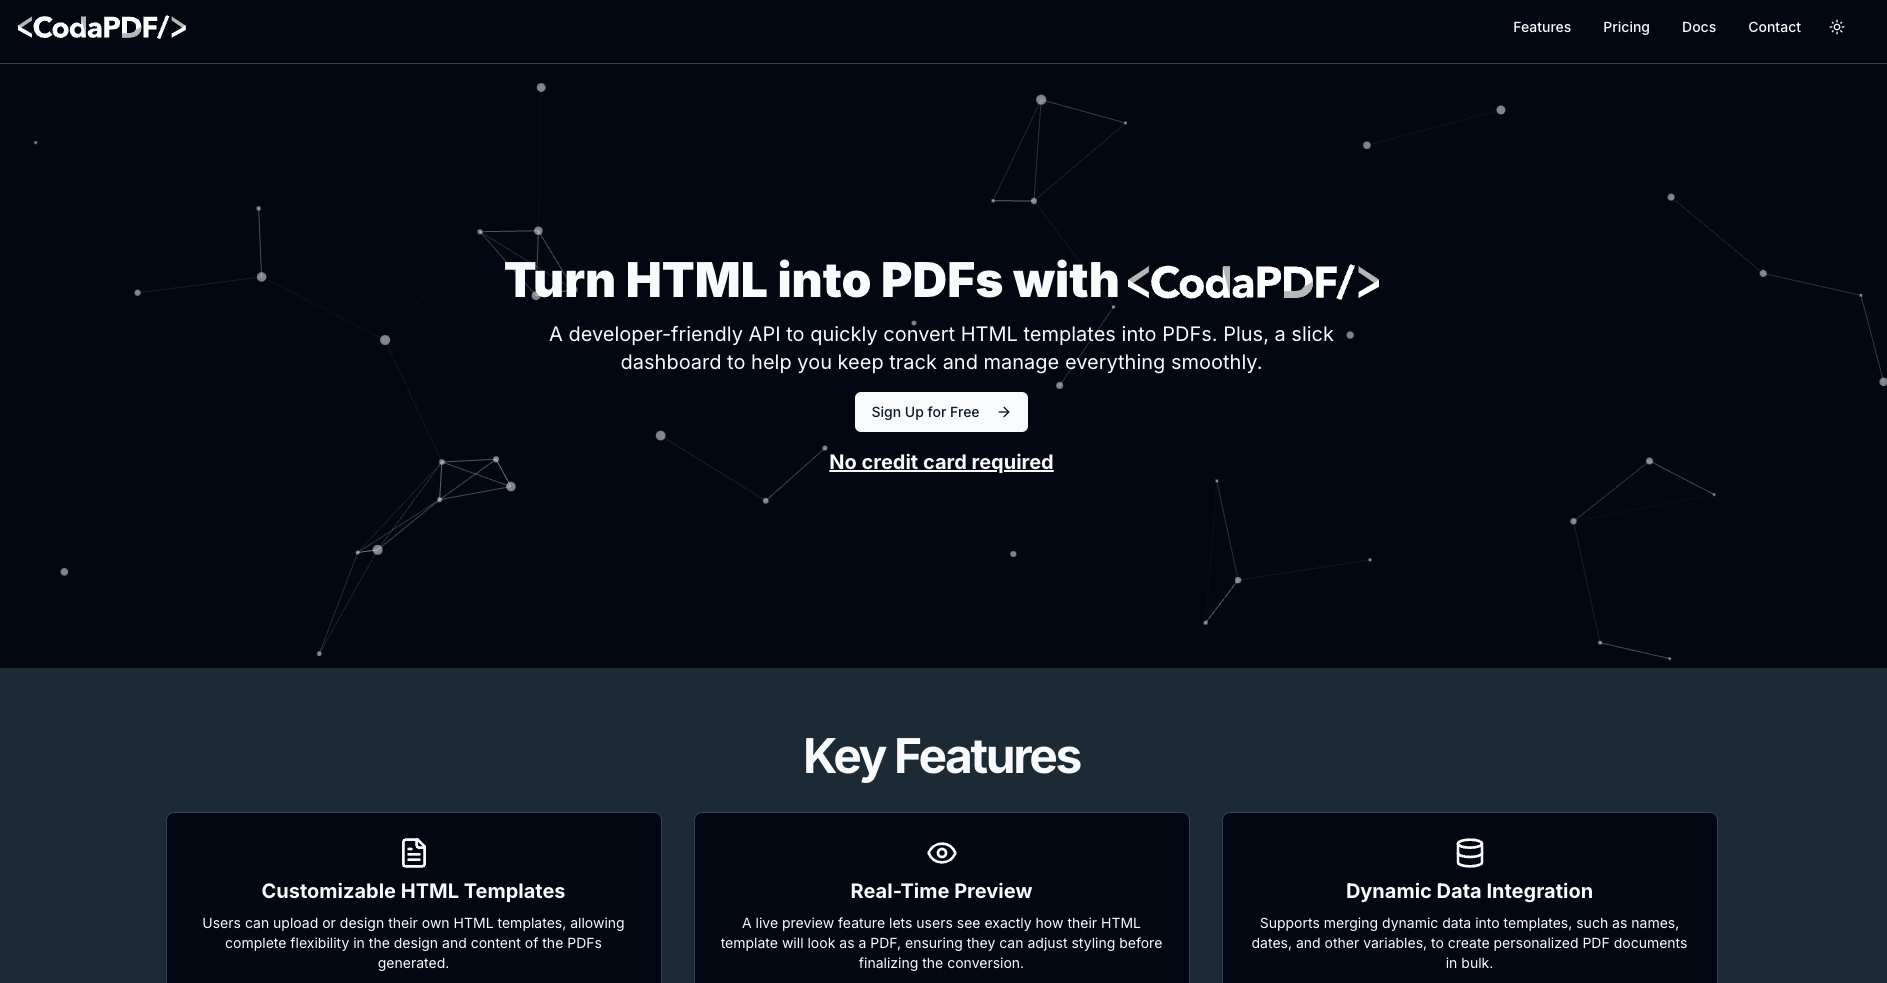 <CodaPDF/>
Features Pricing Docs Contact
Turn HTML into PDFs with <CodaPDF/>
A developer-friendly API to quickly convert HTML templates into PDFs. Plus, a slick
dashboard to help you keep track and manage everything smoothly.
Sign Up for Free
No credit card required
Key Features
Customizable HTML Templates
Users can upload or design their own HTML templates, allowing
complete flexibility in the design and content of the PDFs
generated.
Real-Time Preview
A live preview feature lets users see exactly how their HTML
template will look as a PDF, ensuring they can adjust styling before
finalizing the conversion.
Dynamic Data Integration
Supports merging dynamic data into templates, such as names,
dates, and other variables, to create personalized PDF documents
in bulk.